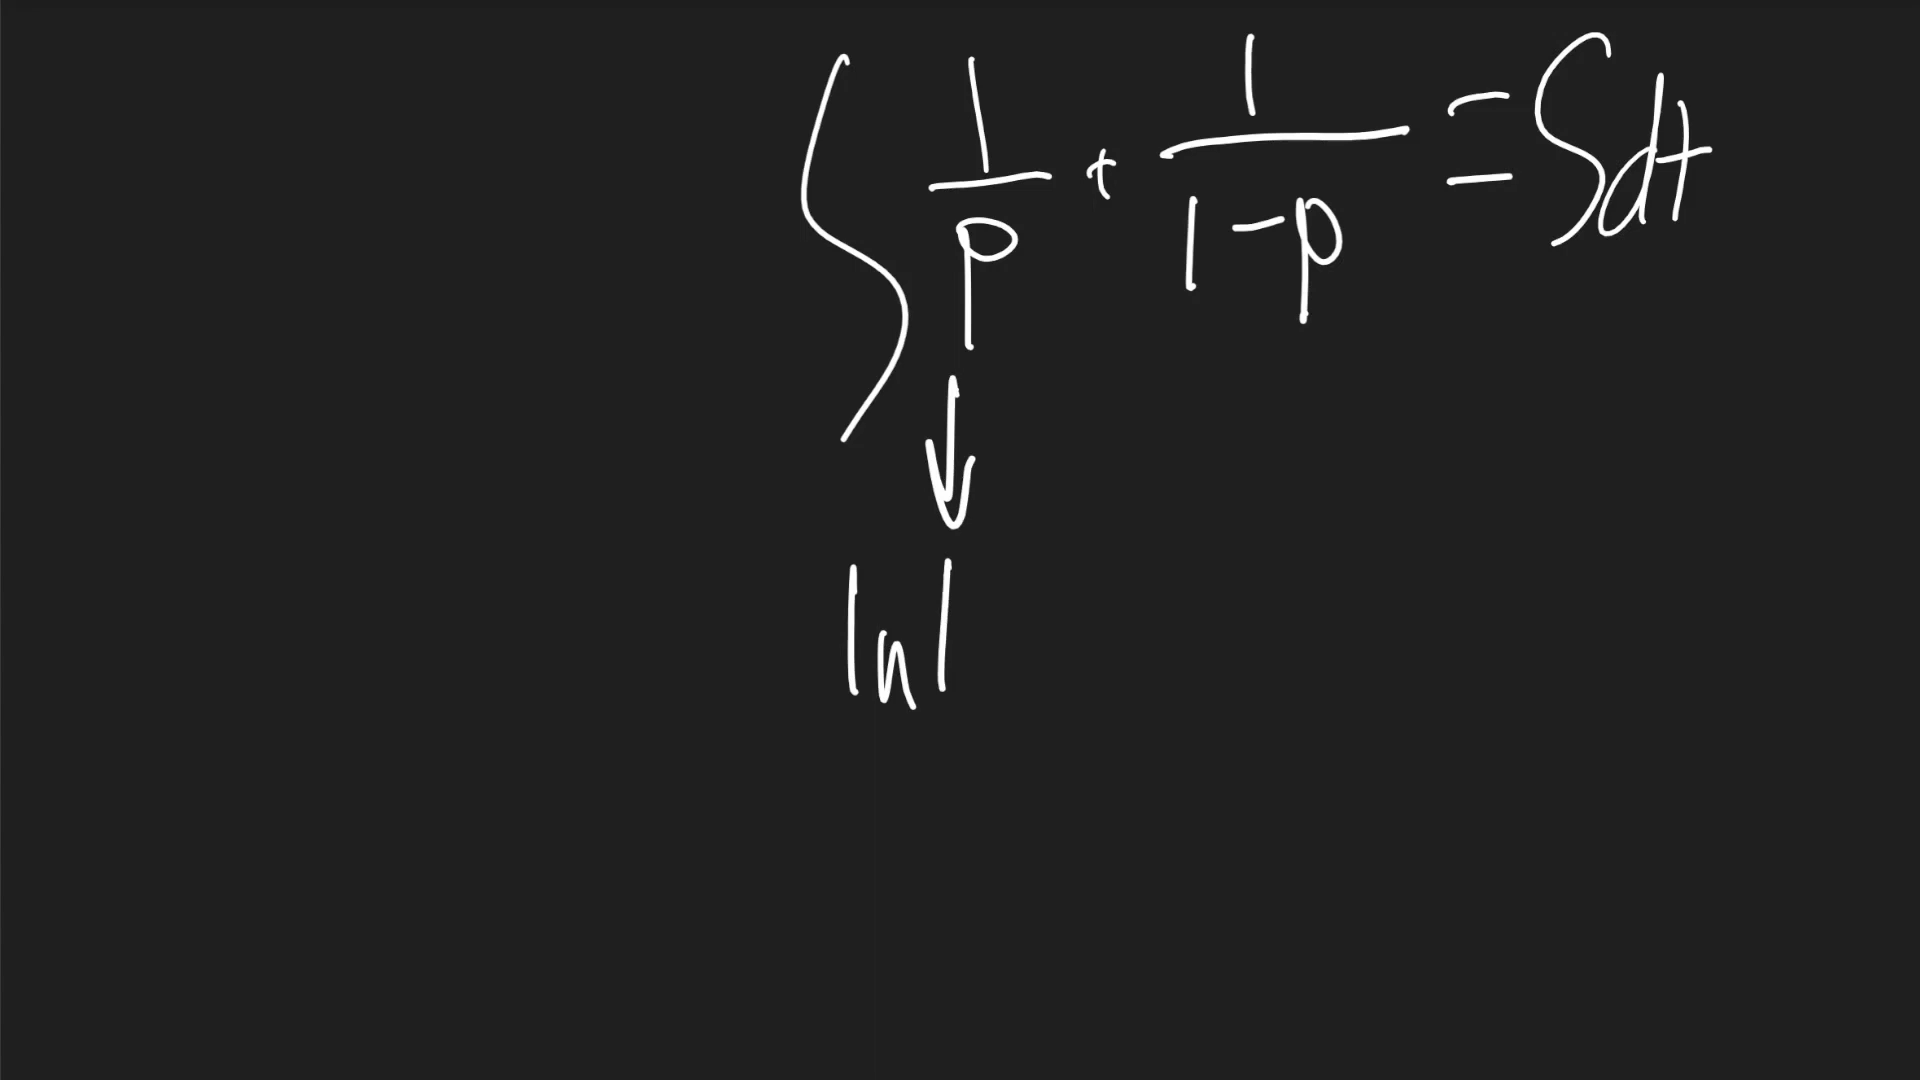 ∫ 1/p + 1/(1-p) = ∫dt
↓
ln|